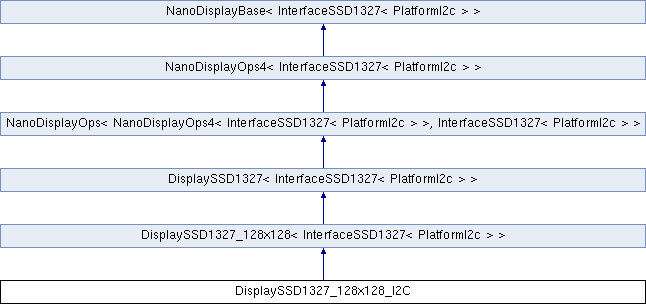 NanoDisplayBase< InterfaceSSD1327< PlatformI2c > >
NanoDisplayOps4< InterfaceSSD1327< PlatformI2c > >
NanoDisplayOps< NanoDisplayOps4< InterfaceSSD1327< PlatformI2c > >, InterfaceSSD1327< PlatformI2c > >
DisplaySSD1327< InterfaceSSD1327< PlatformI2c > >
DisplaySSD1327_128x128< InterfaceSSD1327< PlatformI2c > >
DisplaySSD1327_128x128_I2C